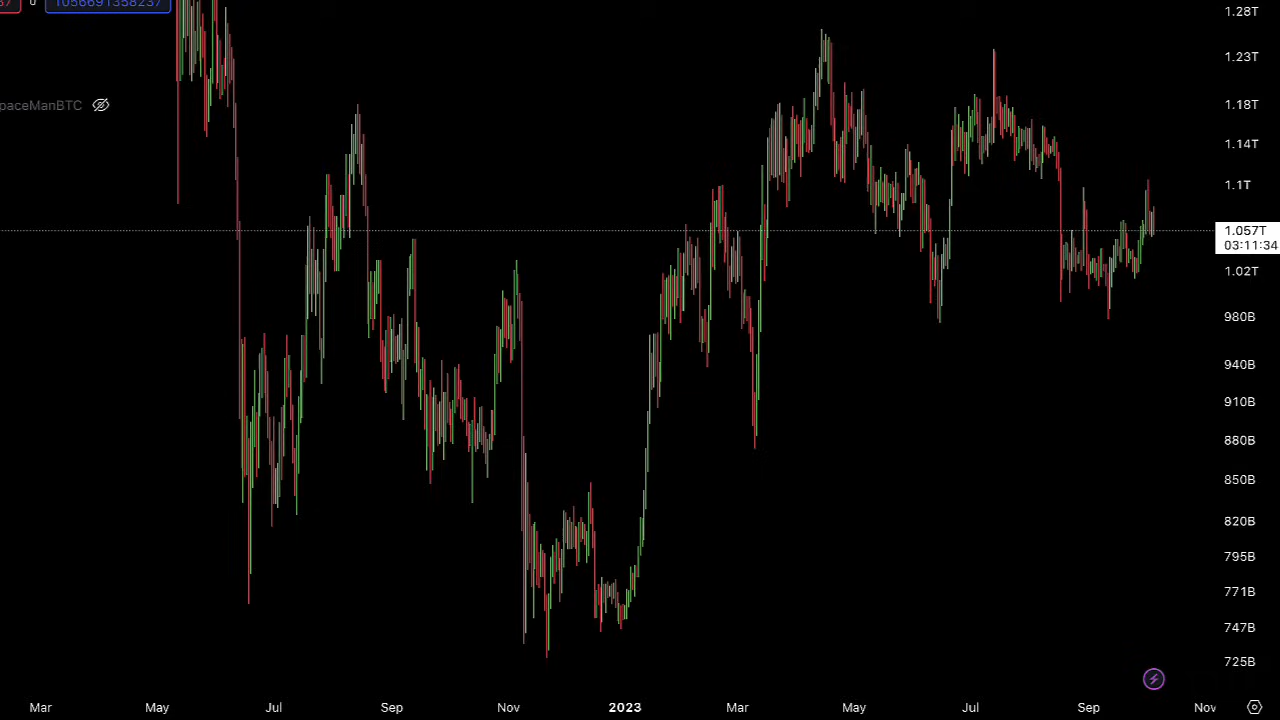 0
1056691358237
paceManBTC
1.28T
1.23T
1.18T
1.14T
1.1T
1.057T
03:11:34
1.02T
980B
940B
910B
880B
850B
820B
795B
771B
747B
725B
Mar May Jul Sep Nov 2023 Mar May Jul Sep Nov